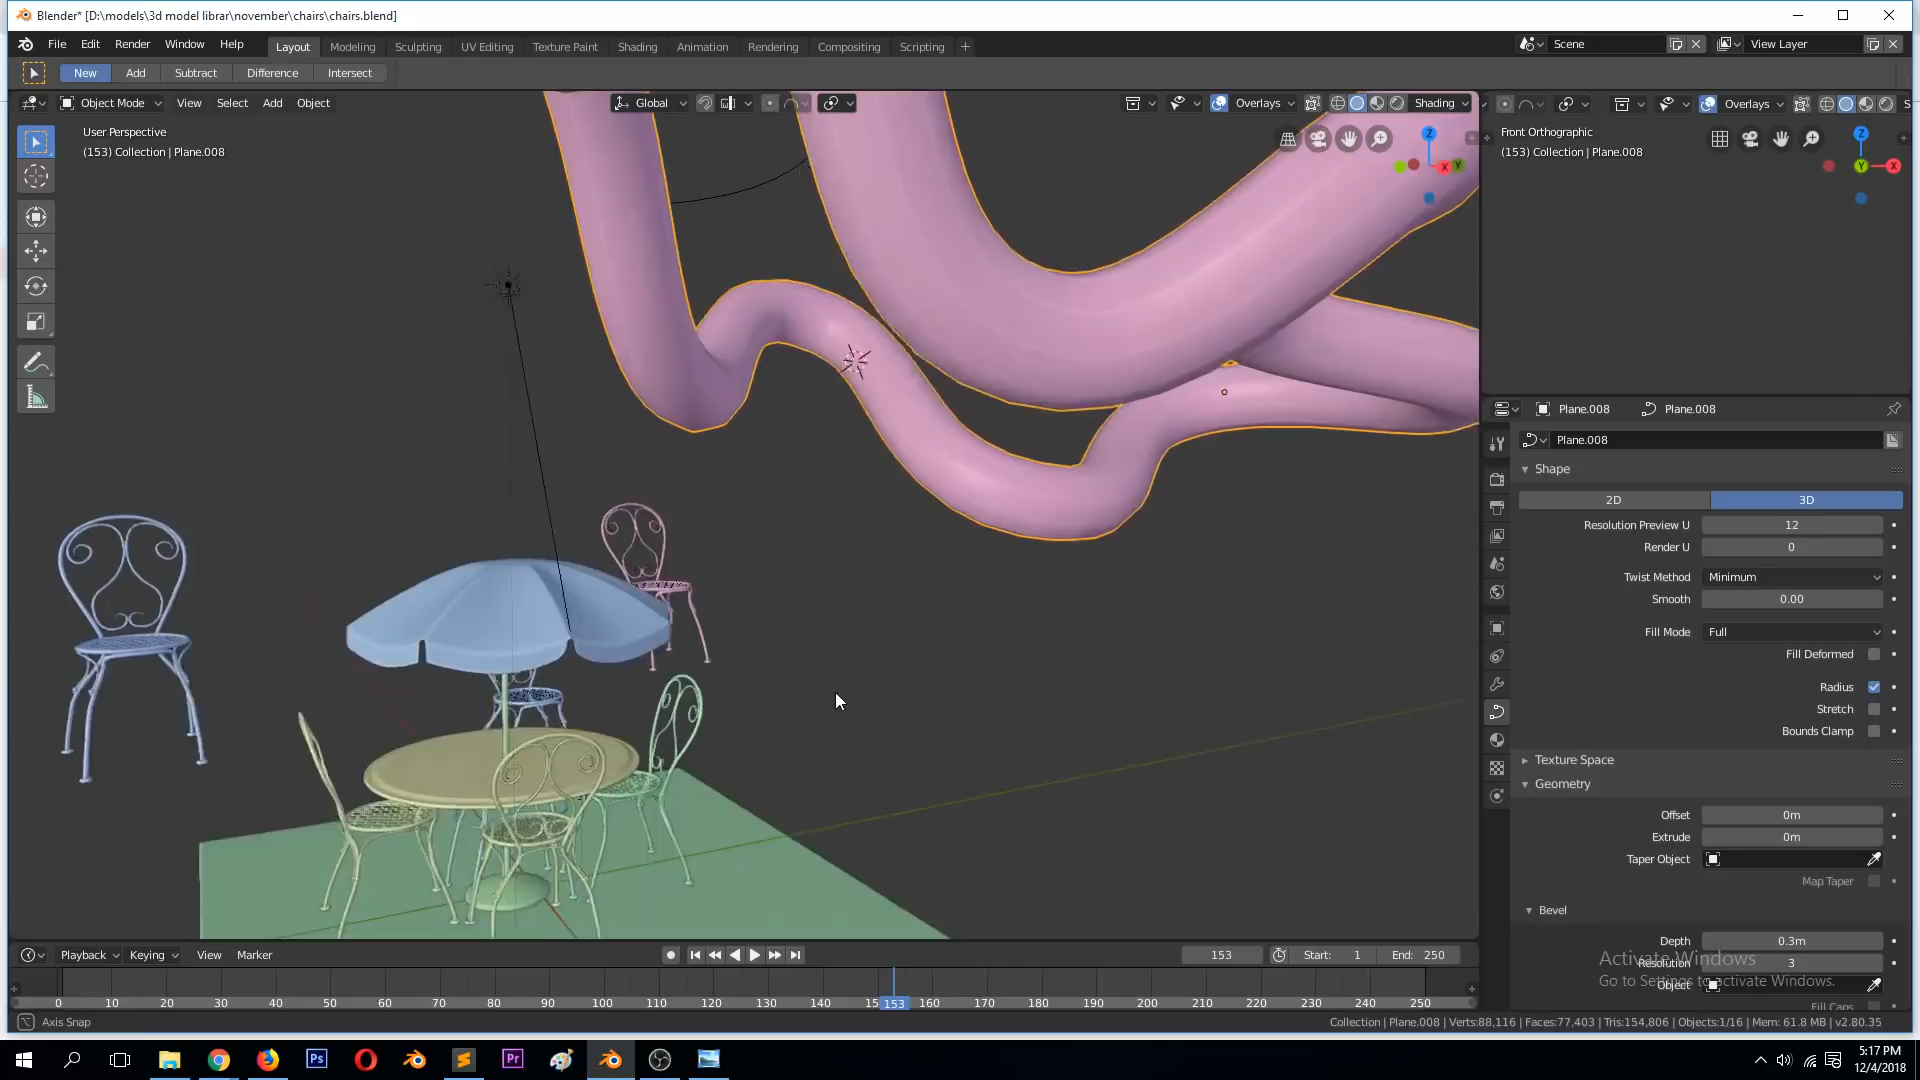 Blender* [D:\models\3d model librar\november\chairs\chairs.blend]
File Edit Render Window Help Layout Modeling Sculpting UV Editing Texture Paint Shading Animation Rendering Compositing Scripting + Scene View Layer
New Add Subtract Difference Intersect
Object Mode View Select Add Object Global Overlays Shading Overlays S
User Perspective
(153) Collection | Plane.008
Z
X
Y
Front Orthographic
(153) Collection | Plane.008
Z
Y
X
Plane.008 Plane.008
Plane.008
Shape
2D 3D
Resolution Preview U 12
Render U 0
Twist Method Minimum
Smooth 0.00
Fill Mode Full
Fill Deformed
Radius
Stretch
Bounds Clamp
Texture Space
Geometry
Offset 0m
Extrude 0m
Taper Object
Map Taper
Bevel
Depth 0.3m
Resolution 3
Object
Fill Caps
Activate Windows
Go to Settings to activate Windows.
Playback Keying View Marker 153 Start: 1 End: 250
0 10 20 30 40 50 60 70 80 90 100 110 120 130 140 15 153 160 170 180 190 200 210 220 230 240 250
Axis Snap
Collection | Plane.008 | Verts:88,116 | Faces:77,403 | Tris:154,806 | Objects:1/16 | Mem: 61.8 MB | v2.80.35
Ps
Pr
5:17 PM
12/4/2018